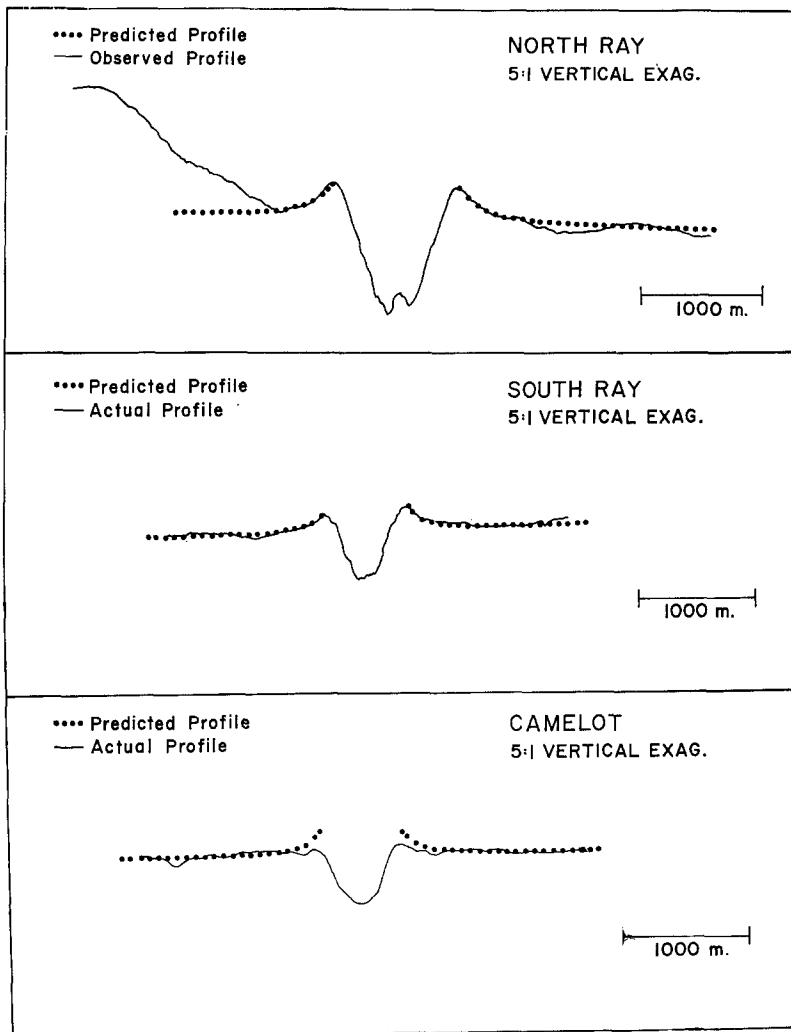 •••• Predicted Profile
— Observed Profile
NORTH RAY
5:1 VERTICAL EXAG.
1000 m.
•••• Predicted Profile
— Actual Profile
SOUTH RAY
5:1 VERTICAL EXAG.
1000 m.
•••• Predicted Profile
— Actual Profile
CAMELOT
5:1 VERTICAL EXAG.
1000 m.